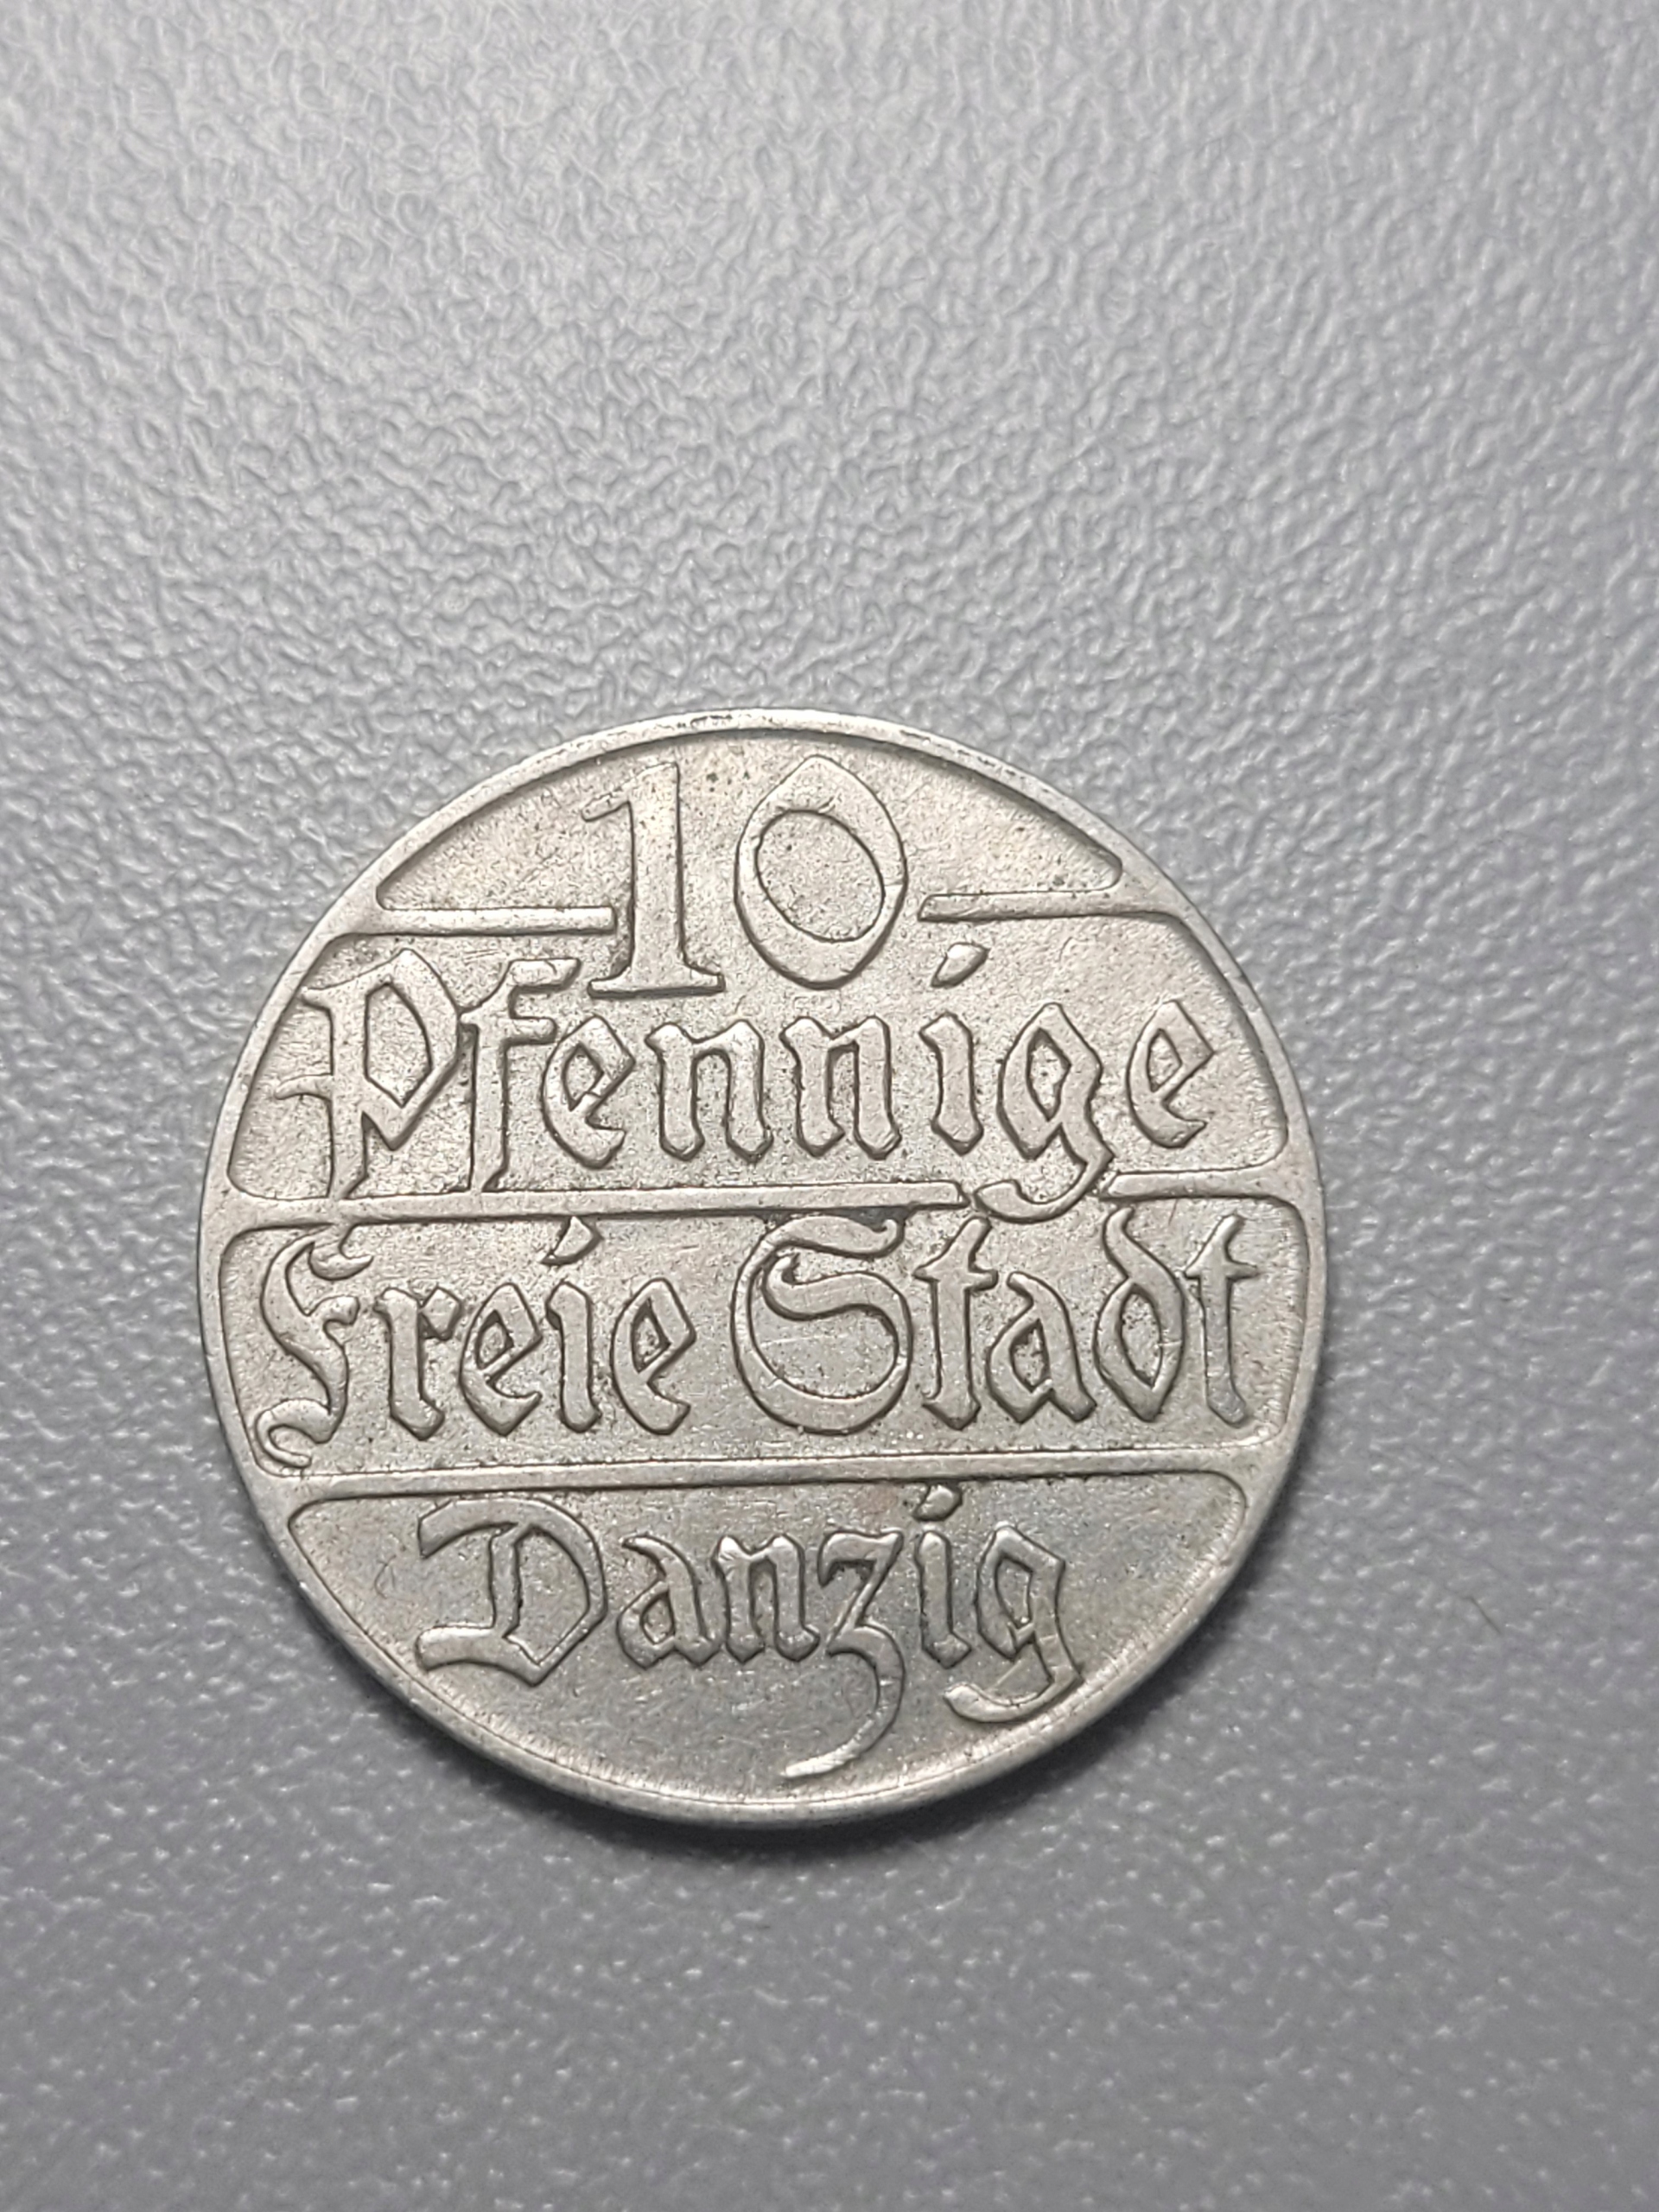 10
Pfennige
Freie Stadt
Danzig